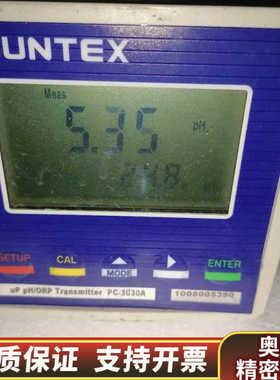 UNTEX
Meas
5.35 pH
SETUP CAL MODE ENTER
uP pH/ORP Transmitter PC-3030A 1008005350
质保证 支持开票
奥
精密